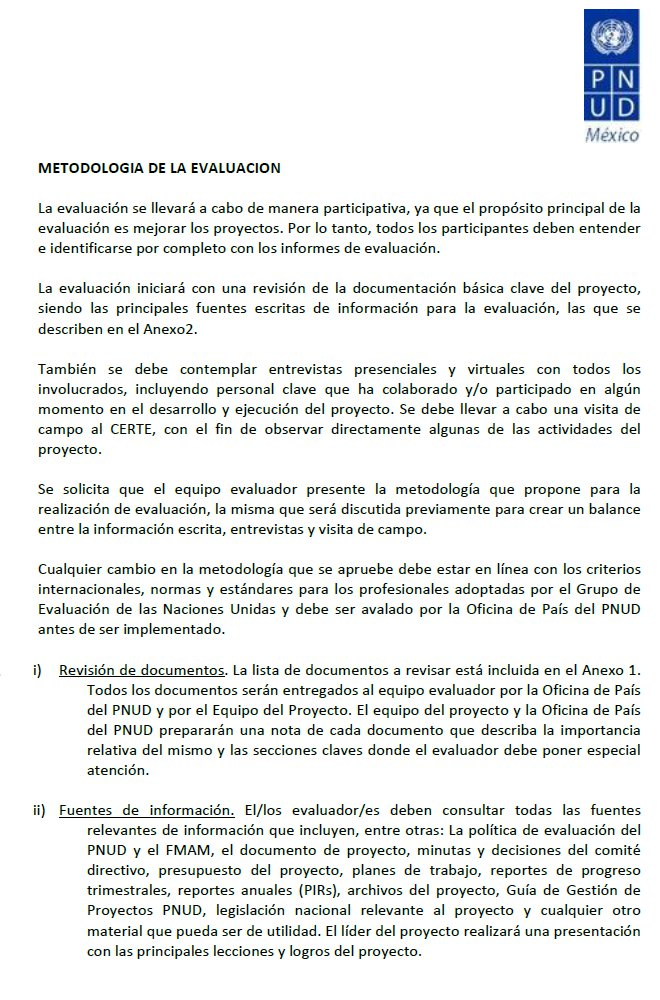 P N
U D
México
METODOLOGIA DE LA EVALUACION
La evaluación se llevará a cabo de manera participativa, ya que el propósito principal de la
evaluación es mejorar los proyectos. Por lo tanto, todos los participantes deben entender
e identificarse por completo con los informes de evaluación.
La evaluación iniciará con una revisión de la documentación básica clave del proyecto,
siendo las principales fuentes escritas de información para la evaluación, las que se
describen en el Anexo2.
También se debe contemplar entrevistas presenciales y virtuales con todos los
involucrados, incluyendo personal clave que ha colaborado y/o participado en algún
momento en el desarrollo y ejecución del proyecto. Se debe llevar a cabo una visita de
campo al CERTE, con el fin de observar directamente algunas de las actividades del
proyecto.
Se solicita que el equipo evaluador presente la metodología que propone para la
realización de evaluación, la misma que será discutida previamente para crear un balance
entre la información escrita, entrevistas y visita de campo.
Cualquier cambio en la metodología que se apruebe debe estar en línea con los criterios
internacionales, normas y estándares para los profesionales adoptadas por el Grupo de
Evaluación de las Naciones Unidas y debe ser avalado por la Oficina de País del PNUD
antes de ser implementado.
i) Revisión de documentos. La lista de documentos a revisar está incluida en el Anexo 1.
Todos los documentos serán entregados al equipo evaluador por la Oficina de País
del PNUD y por el Equipo del Proyecto. El equipo del proyecto y la Oficina de País
del PNUD prepararán una nota de cada documento que describa la importancia
relativa del mismo y las secciones claves donde el evaluador debe poner especial
atención.
ii) Fuentes de información. El/los evaluador/es deben consultar todas las fuentes
relevantes de información que incluyen, entre otras: La política de evaluación del
PNUD y el FMAM, el documento de proyecto, minutas y decisiones del comité
directivo, presupuesto del proyecto, planes de trabajo, reportes de progreso
trimestrales, reportes anuales (PIRs), archivos del proyecto, Guía de Gestión de
Proyectos PNUD, legislación nacional relevante al proyecto y cualquier otro
material que pueda ser de utilidad. El líder del proyecto realizará una presentación
con las principales lecciones y logros del proyecto.